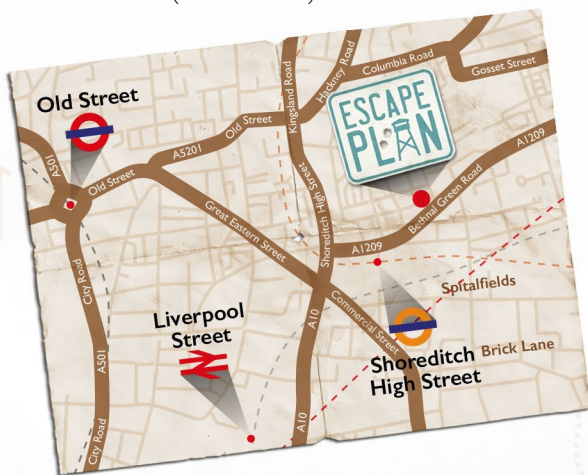 Old Street
A501
Old Street
A5201
Old Street
Kingsland Road
Hackney Road
Columbia Road
Gosset Street
ESCAPE
PLAN
A1209
Bethnal Green Road
A1209
Shoreditch High Street
Great Eastern Street
City Road
A501
City Road
Liverpool
Street
A10
A10
Commercial Street
Spitalfields
Shoreditch
High Street
Brick Lane